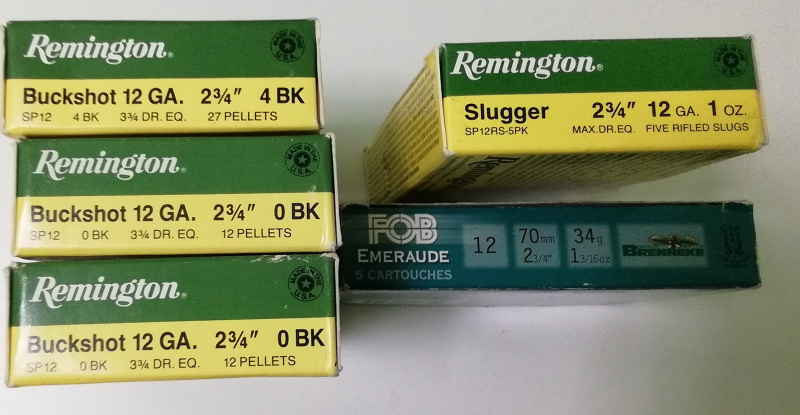 Remington®
MADE IN THE U.S.A.
Buckshot 12 GA. 2¾" 4 BK
SP12 4 BK 3¾ DR. EQ. 27 PELLETS
Remington®
MADE IN THE U.S.A.
Buckshot 12 GA. 2¾" 0 BK
SP12 0 BK 3¾ DR. EQ. 12 PELLETS
Remington®
MADE IN THE U.S.A.
Buckshot 12 GA. 2¾" 0 BK
SP12 0 BK 3¾ DR. EQ. 12 PELLETS
Remington®
MADE IN THE U.S.A.
Slugger 2¾" 12 GA. 1 OZ.
SP12RS-5PK MAX.DR.EQ. FIVE RIFLED SLUGS
Remington
FOB
EMERAUDE
5 CARTOUCHES
12
70mm
2 3/4"
34g
1 3/16 oz
BRENNEKE